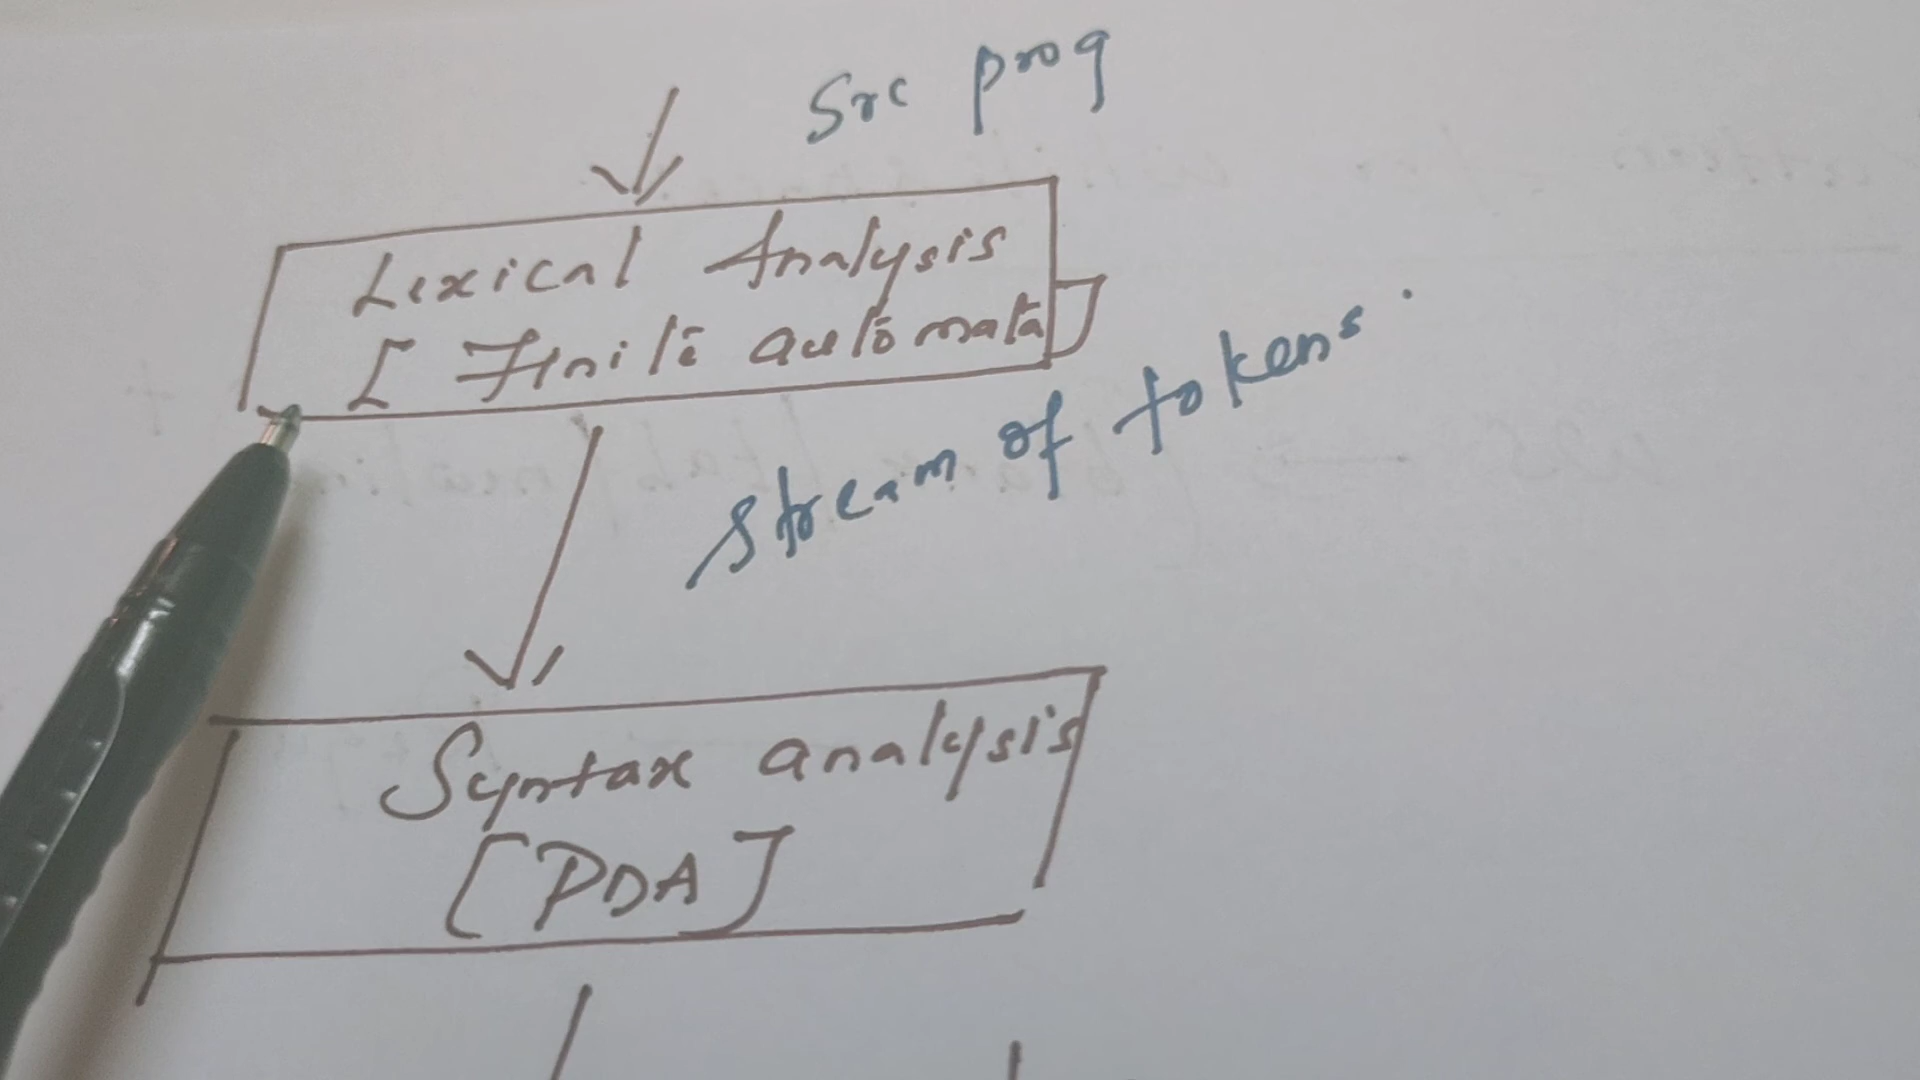 Src prog
Lexical Analysis
[Finite automata]
stream of tokens.
Syntax analysis
[PDA]